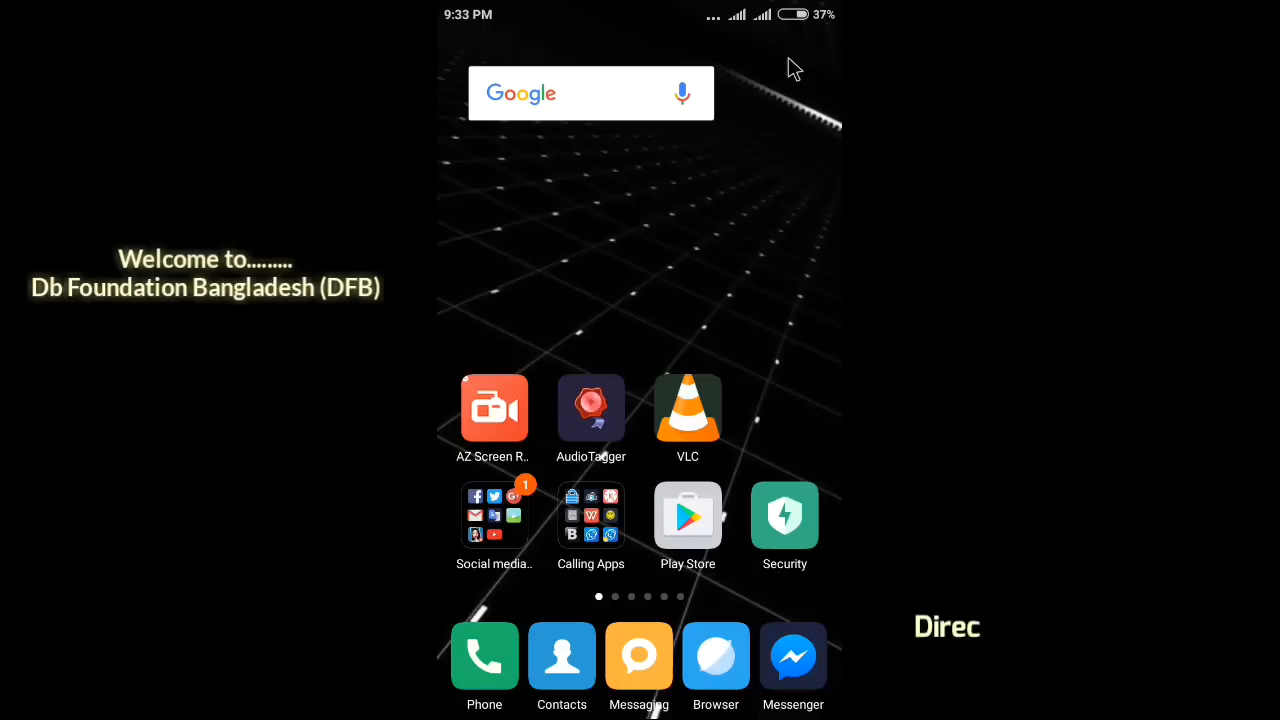 9:33 PM
37%
Google
Welcome to.........
Db Foundation Bangladesh (DFB)
AZ Screen R..
AudioTagger
VLC
1
Social media..
Calling Apps
Play Store
Security
Direc
Phone
Contacts
Messaging
Browser
Messenger